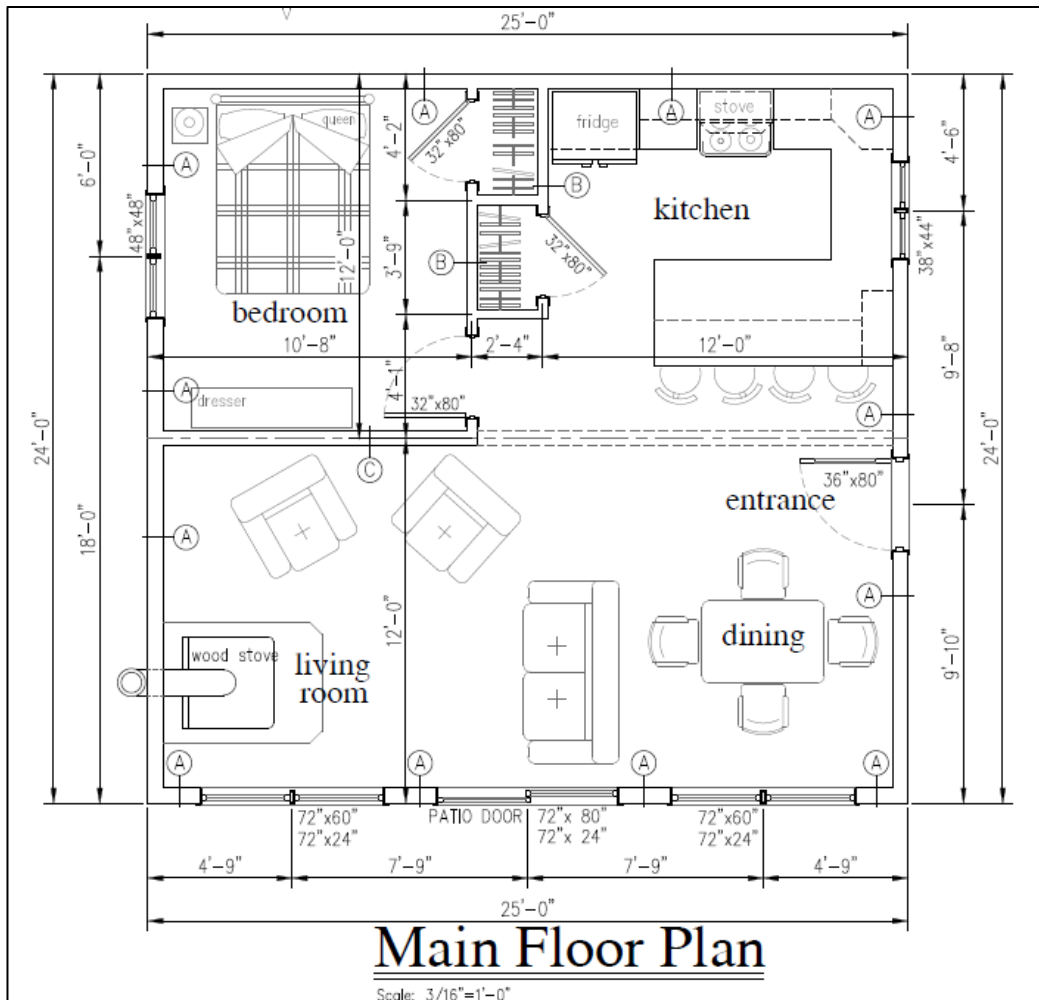 25'-0"
A
A
stove
A
fridge
queen
4'-2"
32"x80"
4'-6"
6'-0"
A
B
kitchen
48"x48"
12'-0"
3'-9"
32"x80"
38"x44"
B
bedroom
10'-8"
2'-4"
12'-0"
9'-8"
4'-1"
dresser
A
32"x80"
A
24'-0"
24'-0"
C
36"x80"
entrance
18'-0"
A
A
12'-0"
dining
wood stove
living
room
9'-10"
A
A
A
A
72"x60"
72"x24"
PATIO DOOR
72"x 80"
72"x 24"
72"x60"
72"x24"
4'-9"
7'-9"
7'-9"
4'-9"
25'-0"
Main Floor Plan
Scale: 3/16"=1'-0"